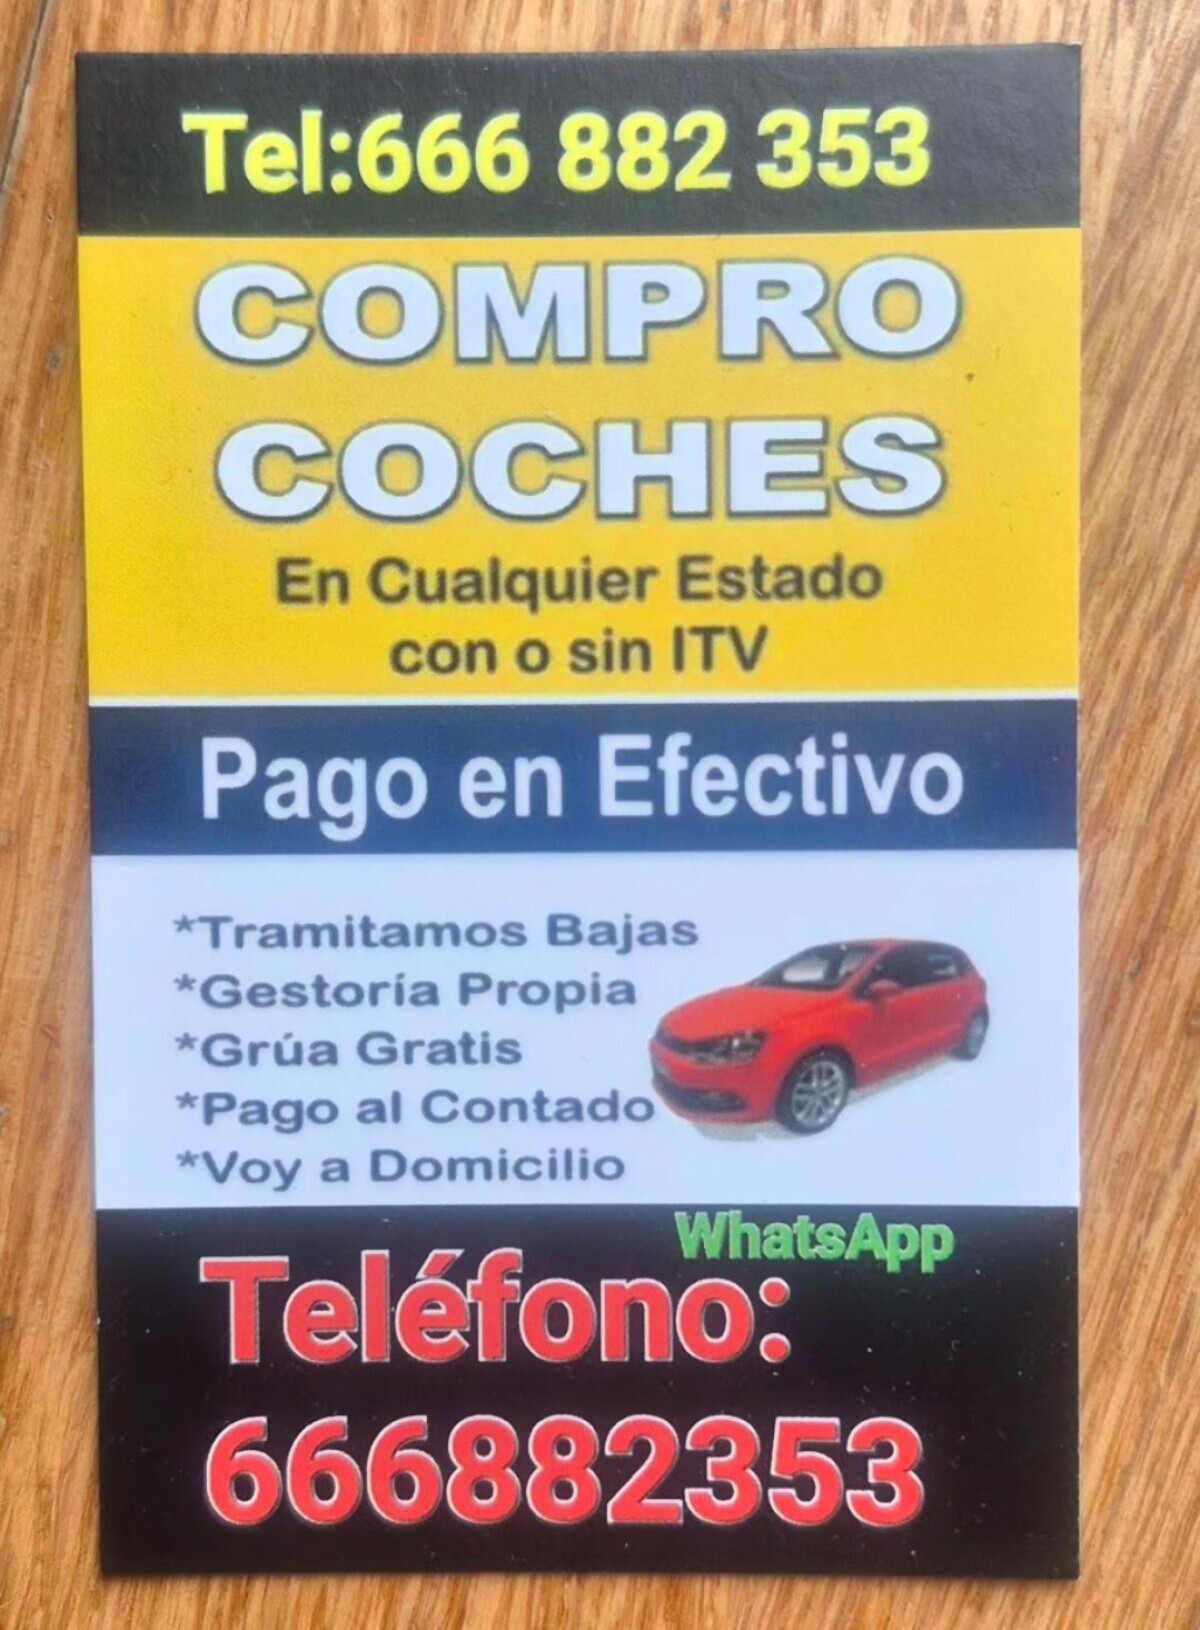 Tel:666 882 353
COMPRO
COCHES
En Cualquier Estado
con o sin ITV
Pago en Efectivo
*Tramitamos Bajas
*Gestoría Propia
*Grúa Gratis
*Pago al Contado
*Voy a Domicilio
WhatsApp
Teléfono:
666882353